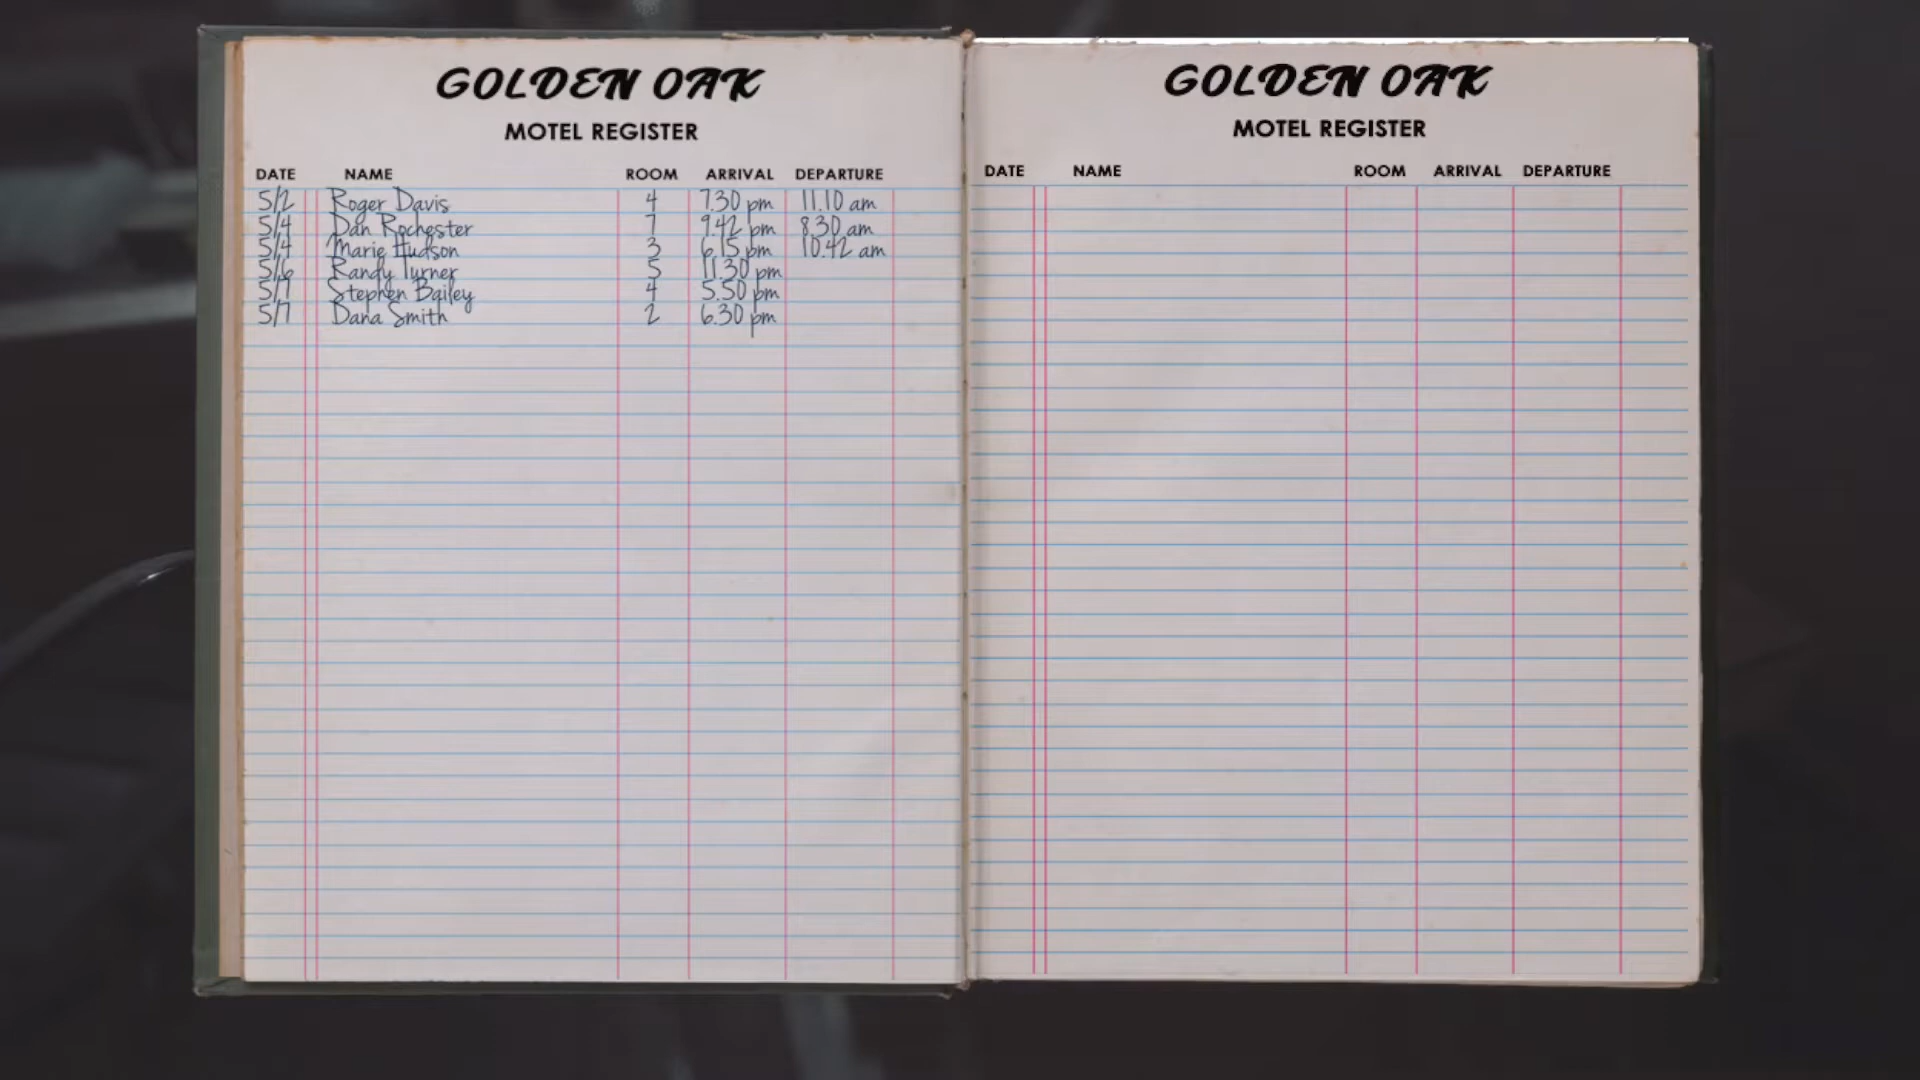 GOLDEN OAK
MOTEL REGISTER
DATE NAME ROOM ARRIVAL DEPARTURE
5/2 Roger Davis 4 7.30 pm 11.10 am
5/4 Dan Rochester 7 9.42 pm 8.30 am
5/4 Marie Hudson 3 6.15 pm 10.42 am
5/6 Randy Turner 5 11.30 pm
5/7 Stephen Bailey 4 5.50 pm
5/7 Dana Smith 2 6.30 pm
GOLDEN OAK
MOTEL REGISTER
DATE NAME ROOM ARRIVAL DEPARTURE